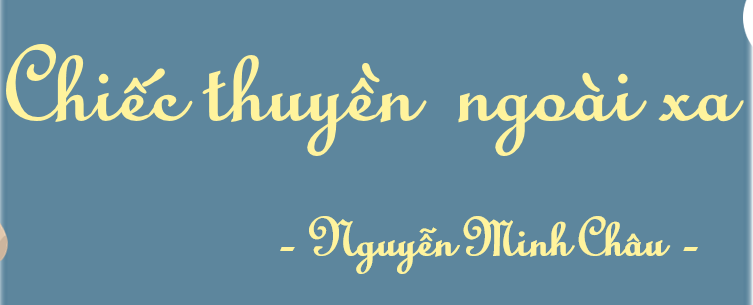 Chiếc thuyền ngoài xa
- Nguyễn Minh Châu -